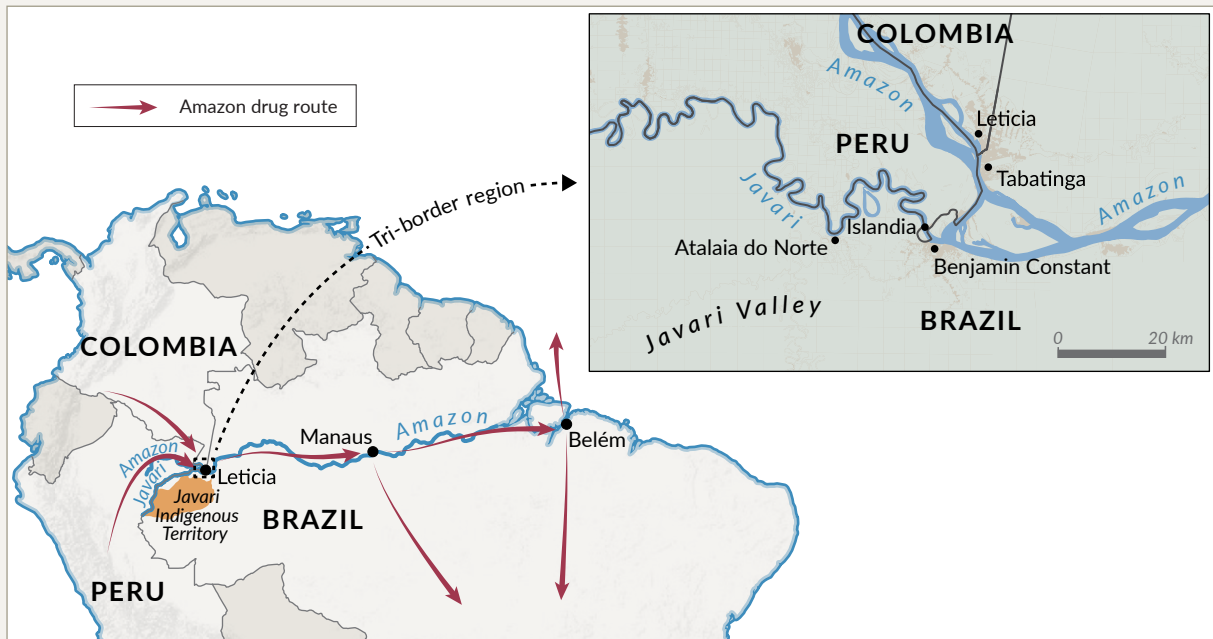 Amazon drug route
Tri-border region
COLOMBIA
Amazon
Javari
Leticia
Javari
Indigenous
Territory
PERU
BRAZIL
Manaus
Amazon
Belém
COLOMBIA
Amazon
PERU
Leticia
Tabatinga
Javari
Amazon
Islandia
Atalaia do Norte
Benjamin Constant
Javari Valley
BRAZIL
0 20 km